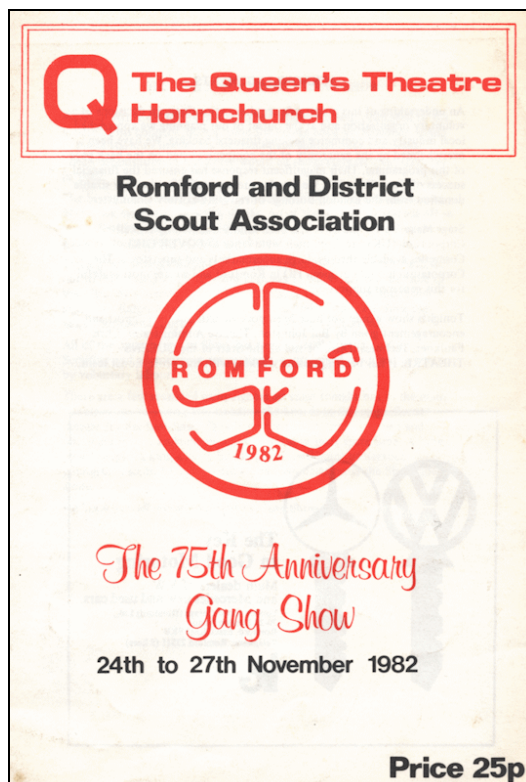 Q The Queen's Theatre
Hornchurch
Romford and District
Scout Association
ROMFORD
1982
The 75th Anniversary
Gang Show
24th to 27th November 1982
Price 25p